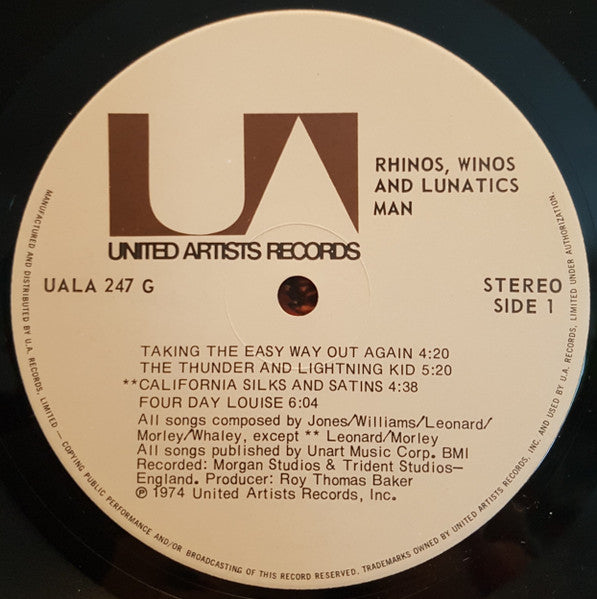 UA
UNITED ARTISTS RECORDS
RHINOS, WINOS
AND LUNATICS
MAN
UALA 247 G
STEREO
SIDE 1
TAKING THE EASY WAY OUT AGAIN 4:20
THE THUNDER AND LIGHTNING KID 5:20
**CALIFORNIA SILKS AND SATINS 4:38
FOUR DAY LOUISE 6:04
All songs composed by Jones/Williams/Leonard/
Morley/Whaley, except ** Leonard/Morley
All songs published by Unart Music Corp. BMI
Recorded: Morgan Studios & Trident Studios—
England. Producer: Roy Thomas Baker
℗ 1974 United Artists Records, Inc.
MANUFACTURED AND DISTRIBUTED BY U.A. RECORDS, LIMITED — COPYING, PUBLIC PERFORMANCE AND/OR BROADCASTING OF THIS RECORD RESERVED. TRADEMARKS OWNED BY UNITED ARTISTS RECORDS, INC. AND USED BY U.A. RECORDS, LIMITED UNDER AUTHORIZATION.